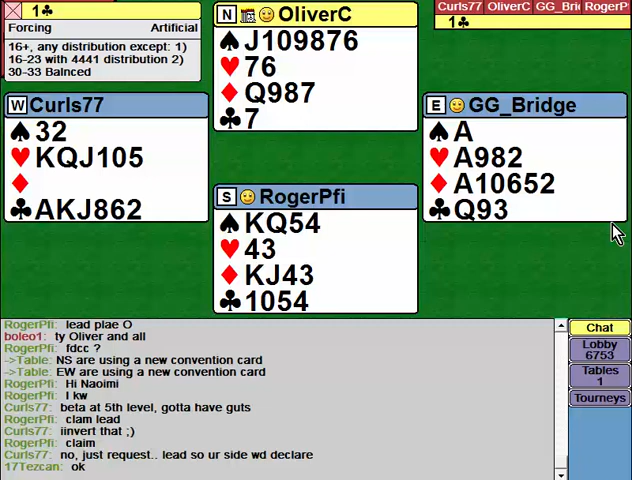 1♣
Forcing Artificial
16+, any distribution except: 1)
16-23 with 4441 distribution 2)
30-33 Balnced
N OliverC
♠ J109876
♥ 76
♦ Q987
♣ 7
Curls77 OliverC GG_Bri RogerP
1♣
W Curls77
♠ 32
♥ KQJ105
♦
♣ AKJ862
E GG_Bridge
♠ A
♥ A982
♦ A10652
♣ Q93
S RogerPfi
♠ KQ54
♥ 43
♦ KJ43
♣ 1054
RogerPfi: lead plae O
boleo1: ty Oliver and all
RogerPfi: fdcc ?
->Table: NS are using a new convention card
->Table: EW are using a new convention card
RogerPfi: Hi Naoimi
RogerPfi: I kw
Curls77: beta at 5th level, gotta have guts
RogerPfi: clam lead
Curls77: iinvert that ;)
RogerPfi: claim
Curls77: no, just request.. lead so ur side wd declare
17Tezcan: ok
Chat
Lobby
6753
Tables
1
Tourneys